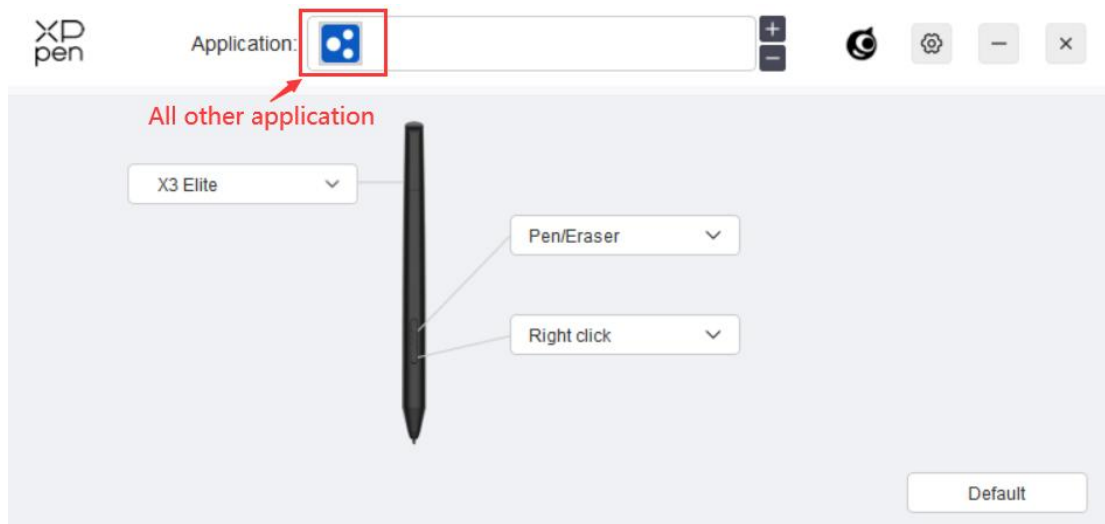 XP
pen
Application:
All other application
X3 Elite
Pen/Eraser
Right click
Default